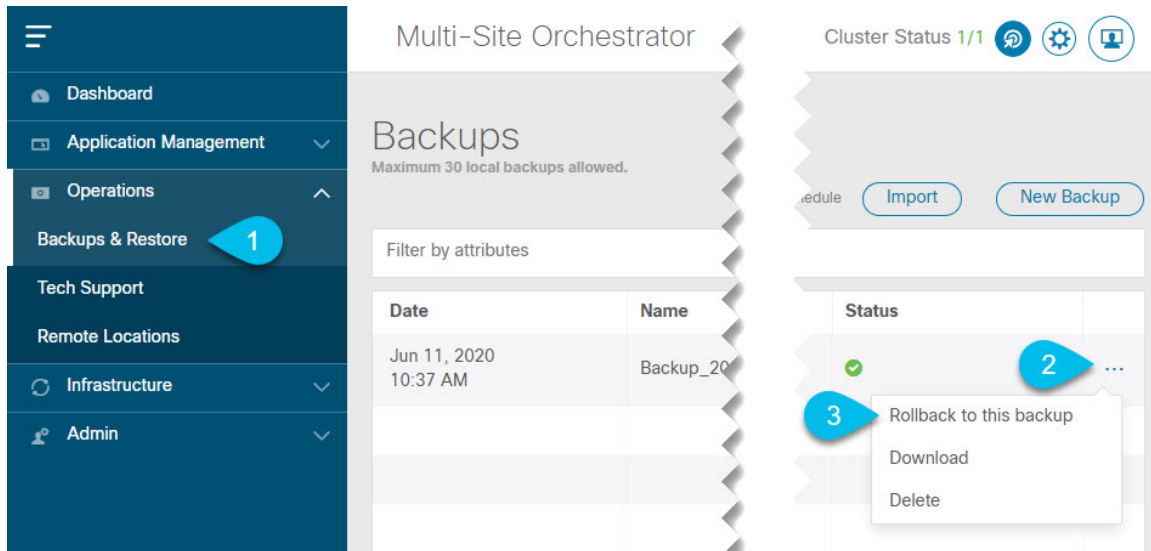 Multi-Site Orchestrator
Cluster Status 1/1
Dashboard
Application Management
Operations
Backups & Restore 1
Tech Support
Remote Locations
Infrastructure
Admin
Backups
Maximum 30 local backups allowed.
Import
New Backup
Filter by attributes
Date Name Status
Jun 11, 2020
10:37 AM
Backup_20
2 ...
3 Rollback to this backup
Download
Delete